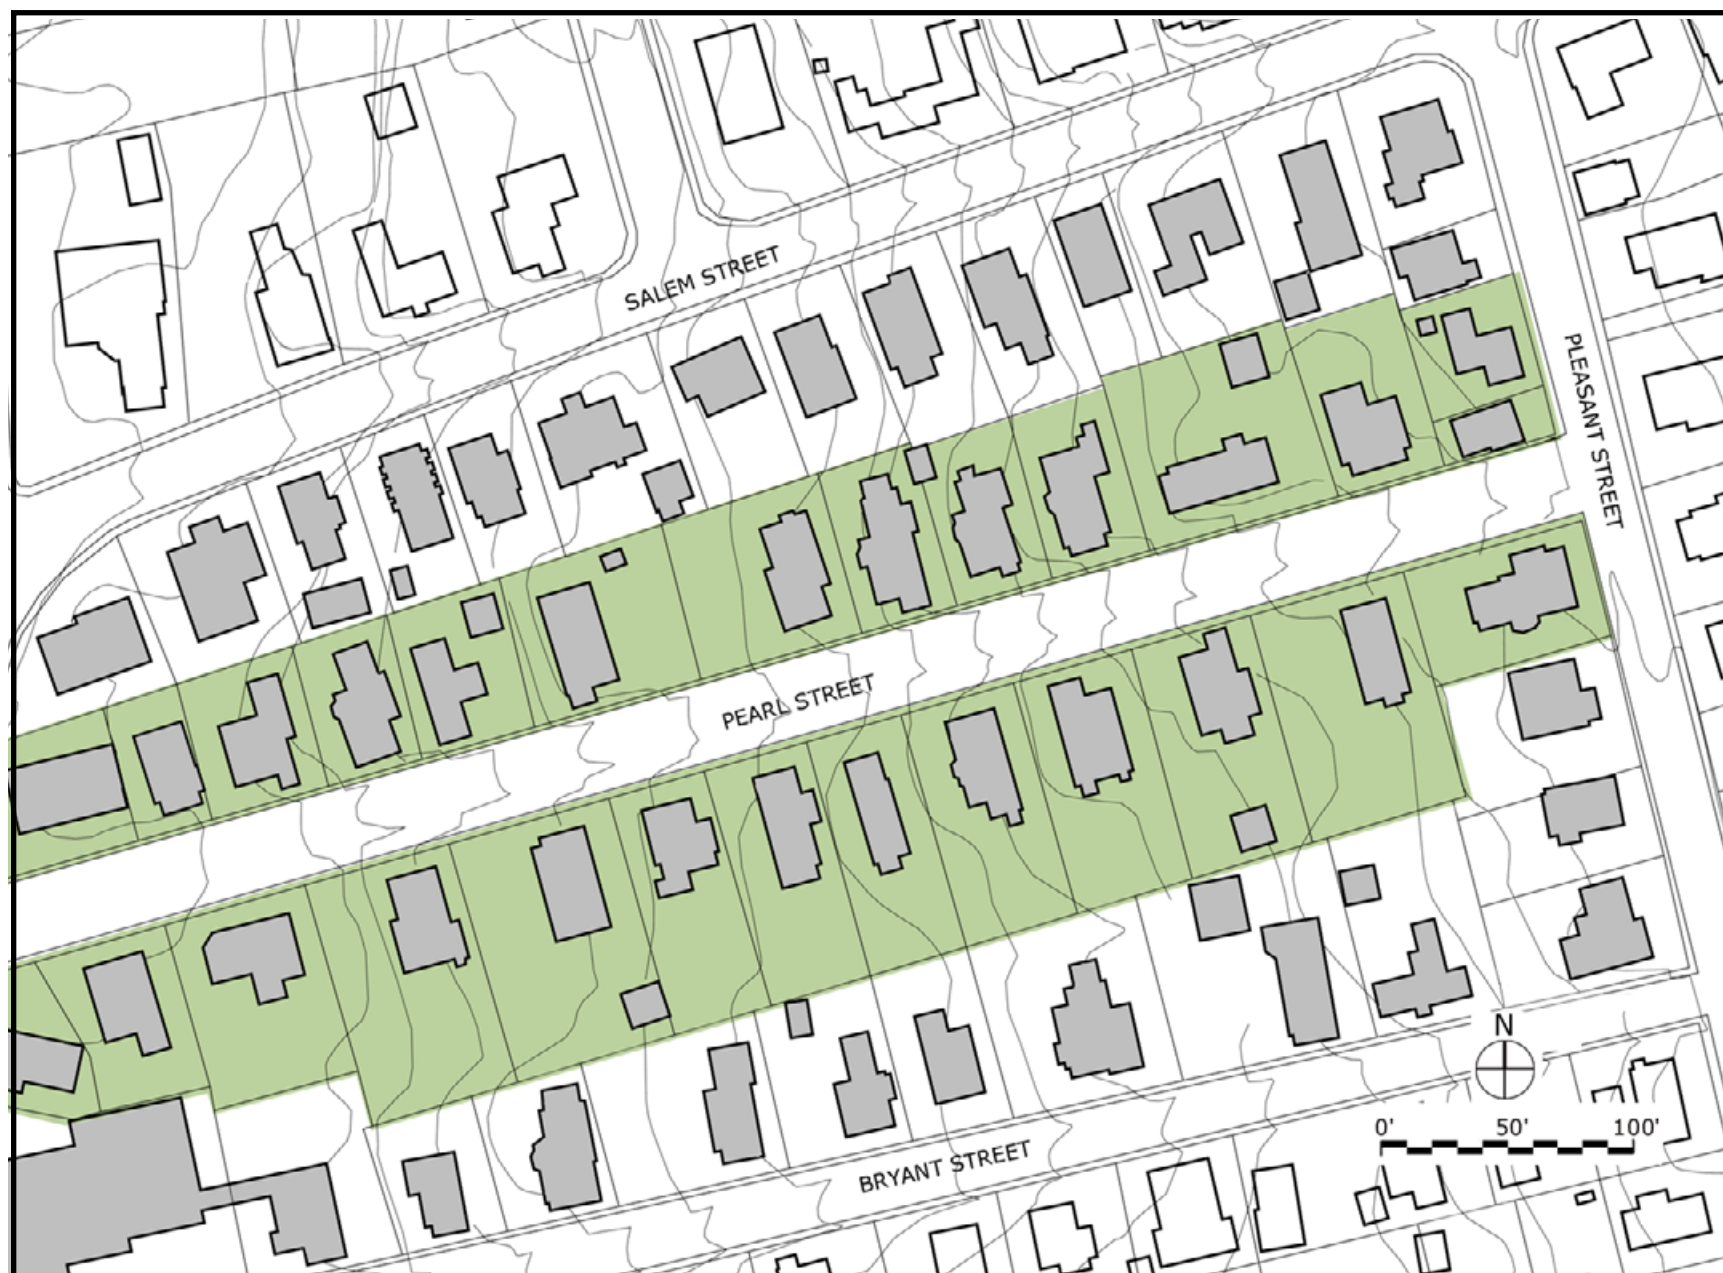 SALEM STREET
PLEASANT STREET
PEARL STREET
N
0' 50' 100'
BRYANT STREET